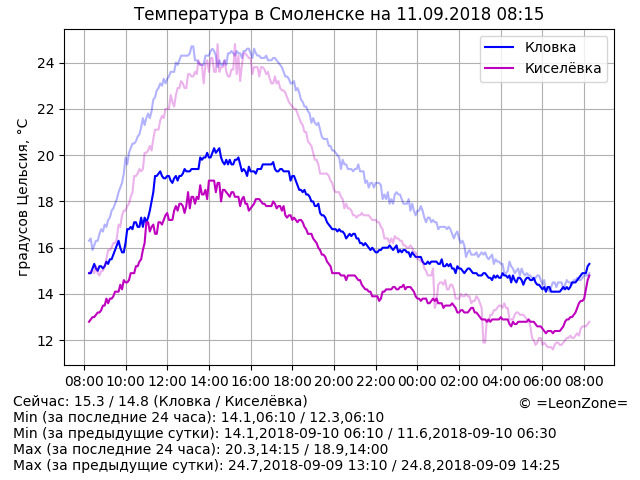 Температура в Смоленске на 11.09.2018 08:15
Кловка
Киселёвка
градусов Цельсия, °C
24
22
20
18
16
14
12
08:00 10:00 12:00 14:00 16:00 18:00 20:00 22:00 00:00 02:00 04:00 06:00 08:00
Сейчас: 15.3 / 14.8 (Кловка / Киселёвка)
© =LeonZone=
Min (за последние 24 часа): 14.1,06:10 / 12.3,06:10
Min (за предыдущие сутки): 14.1,2018-09-10 06:10 / 11.6,2018-09-10 06:30
Max (за последние 24 часа): 20.3,14:15 / 18.9,14:00
Max (за предыдущие сутки): 24.7,2018-09-09 13:10 / 24.8,2018-09-09 14:25